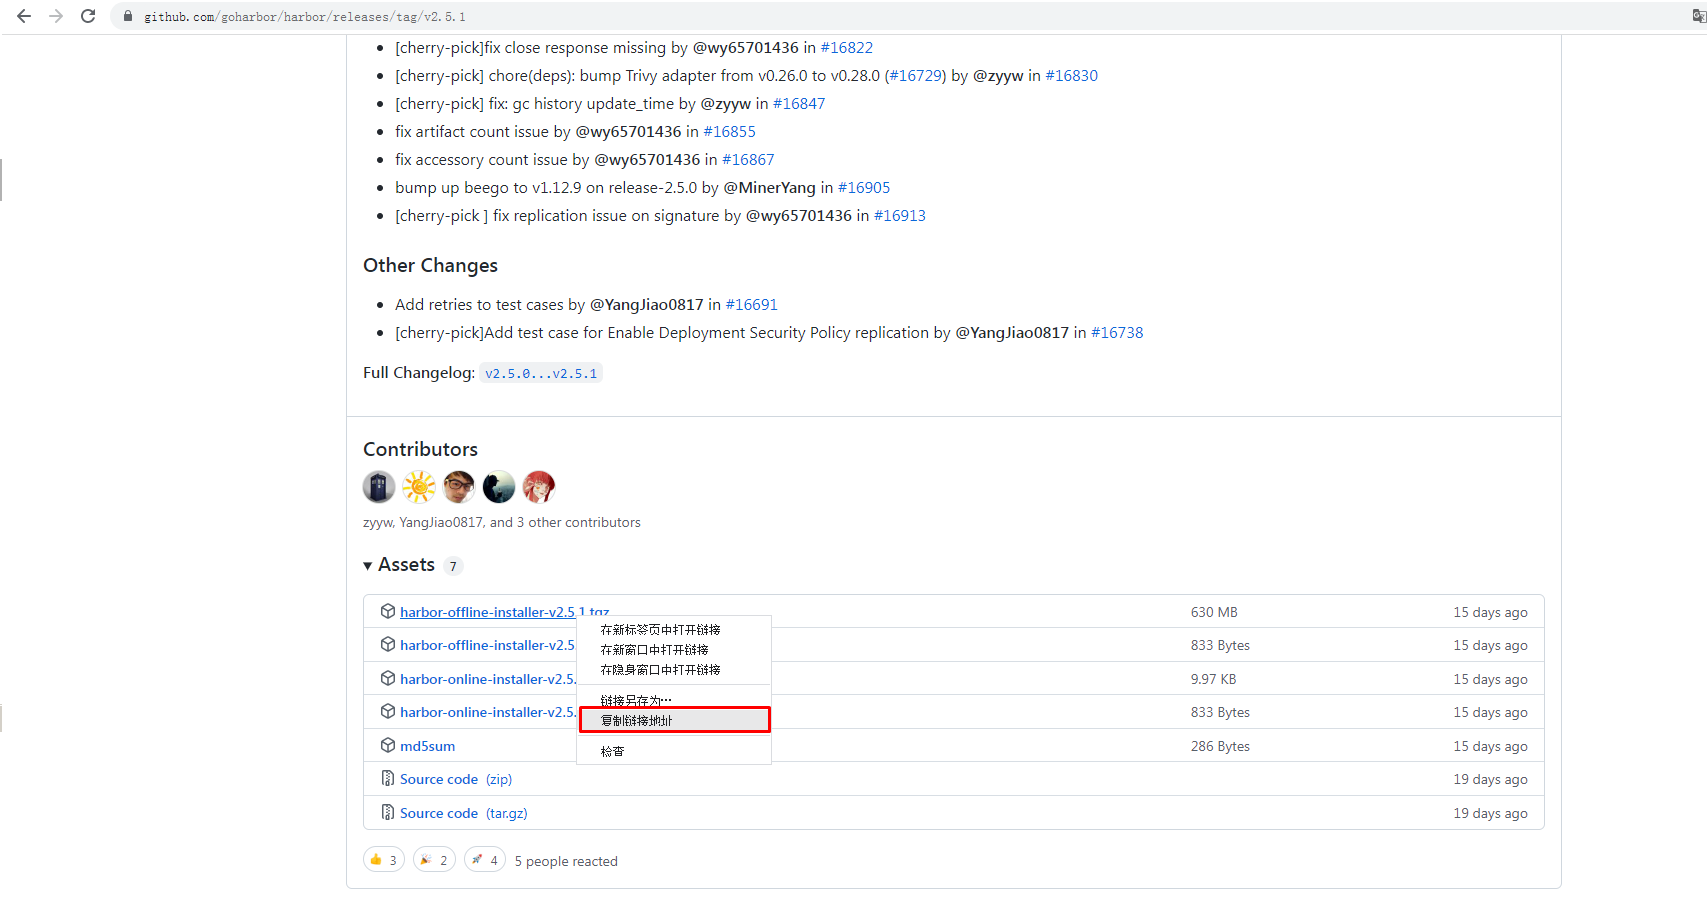 github.com/goharbor/harbor/releases/tag/v2.5.1
[cherry-pick]fix close response missing by @wy65701436 in #16822
[cherry-pick] chore(deps): bump Trivy adapter from v0.26.0 to v0.28.0 (#16729) by @zyyw in #16830
[cherry-pick] fix: gc history update_time by @zyyw in #16847
fix artifact count issue by @wy65701436 in #16855
fix accessory count issue by @wy65701436 in #16867
bump up beego to v1.12.9 on release-2.5.0 by @MinerYang in #16905
[cherry-pick ] fix replication issue on signature by @wy65701436 in #16913
Other Changes
Add retries to test cases by @YangJiao0817 in #16691
[cherry-pick]Add test case for Enable Deployment Security Policy replication by @YangJiao0817 in #16738
Full Changelog: v2.5.0...v2.5.1
Contributors
zyyw, YangJiao0817, and 3 other contributors
Assets 7
harbor-offline-installer-v2.5.1.tgz 630 MB 15 days ago
harbor-offline-installer-v2.5. 833 Bytes 15 days ago
harbor-online-installer-v2.5. 9.97 KB 15 days ago
harbor-online-installer-v2.5. 833 Bytes 15 days ago
md5sum 286 Bytes 15 days ago
Source code (zip) 19 days ago
Source code (tar.gz) 19 days ago
在新标签页中打开链接
在新窗口中打开链接
在隐身窗口中打开链接
链接另存为…
复制链接地址
检查
3 2 4 5 people reacted